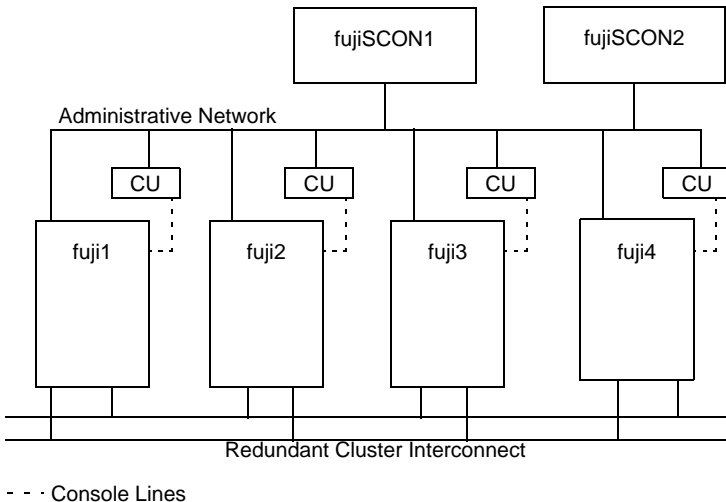 fujiSCON1
fujiSCON2
Administrative Network
CU
CU
CU
CU
fuji1
fuji2
fuji3
fuji4
Redundant Cluster Interconnect
Console Lines